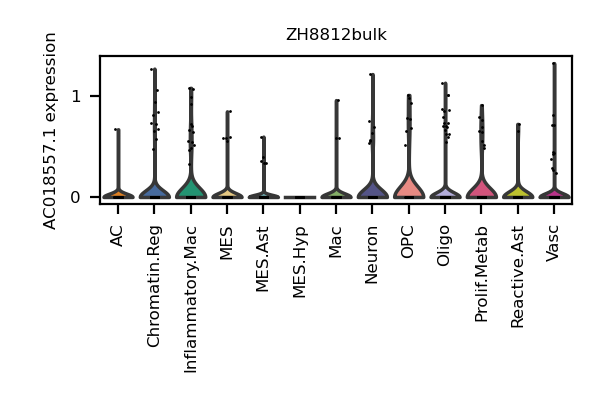 ZH8812bulk
AC018557.1 expression
1
0
AC
Chromatin.Reg
Inflammatory.Mac
MES
MES.Ast
MES.Hyp
Mac
Neuron
OPC
Oligo
Prolif.Metab
Reactive.Ast
Vasc